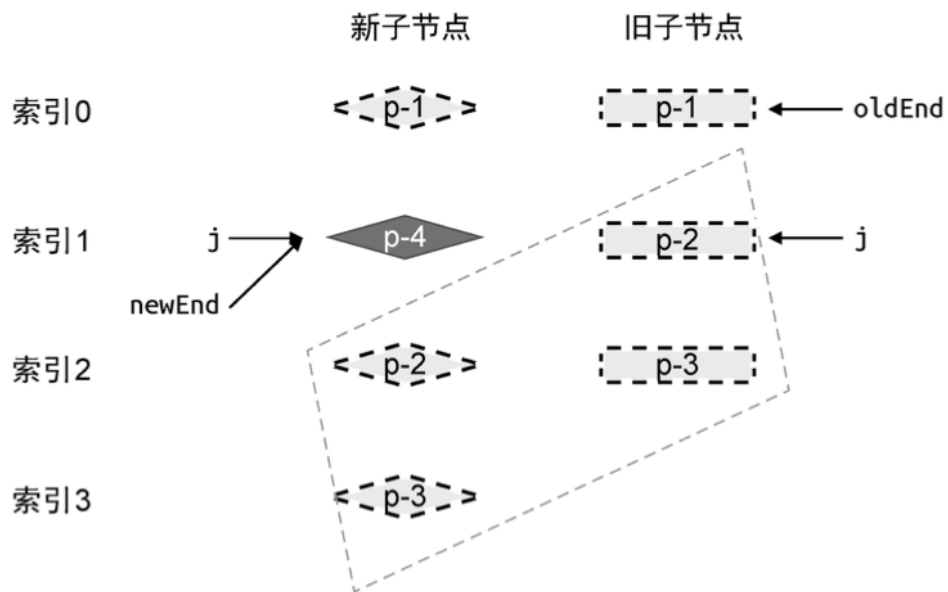 新子节点 旧子节点
索引0 p-1 p-1 oldEnd
索引1 j p-4 p-2 j
newEnd
索引2 p-2 p-3
索引3 p-3